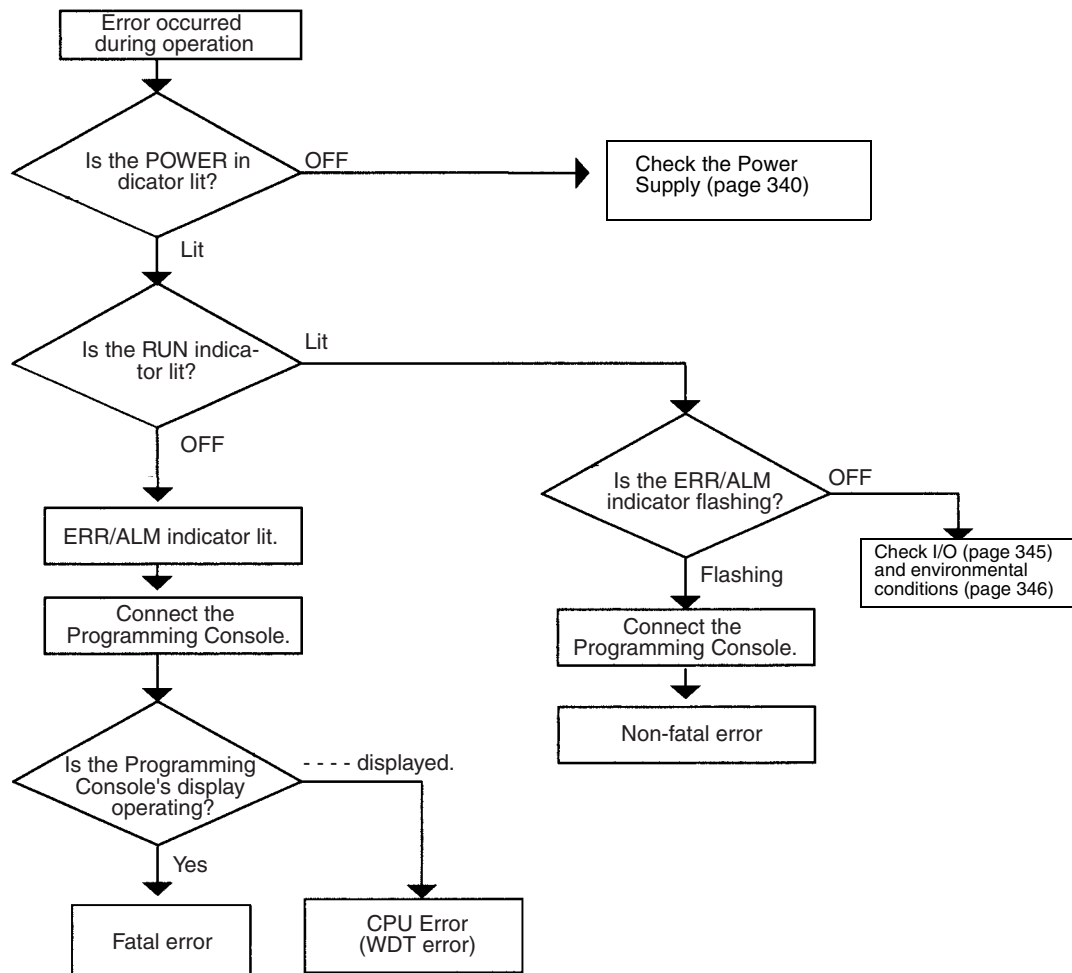 Error occurred
during operation
Is the POWER in
dicator lit?
OFF
Check the Power
Supply (page 340)
Lit
Is the RUN indica-
tor lit?
Lit
OFF
Is the ERR/ALM
indicator flashing?
OFF
ERR/ALM indicator lit.
Check I/O (page 345)
and environmental
conditions (page 346)
Flashing
Connect the
Programming Console.
Connect the
Programming Console.
Non-fatal error
Is the Programming
Console's display
operating?
- - - - displayed.
Yes
Fatal error
CPU Error
(WDT error)